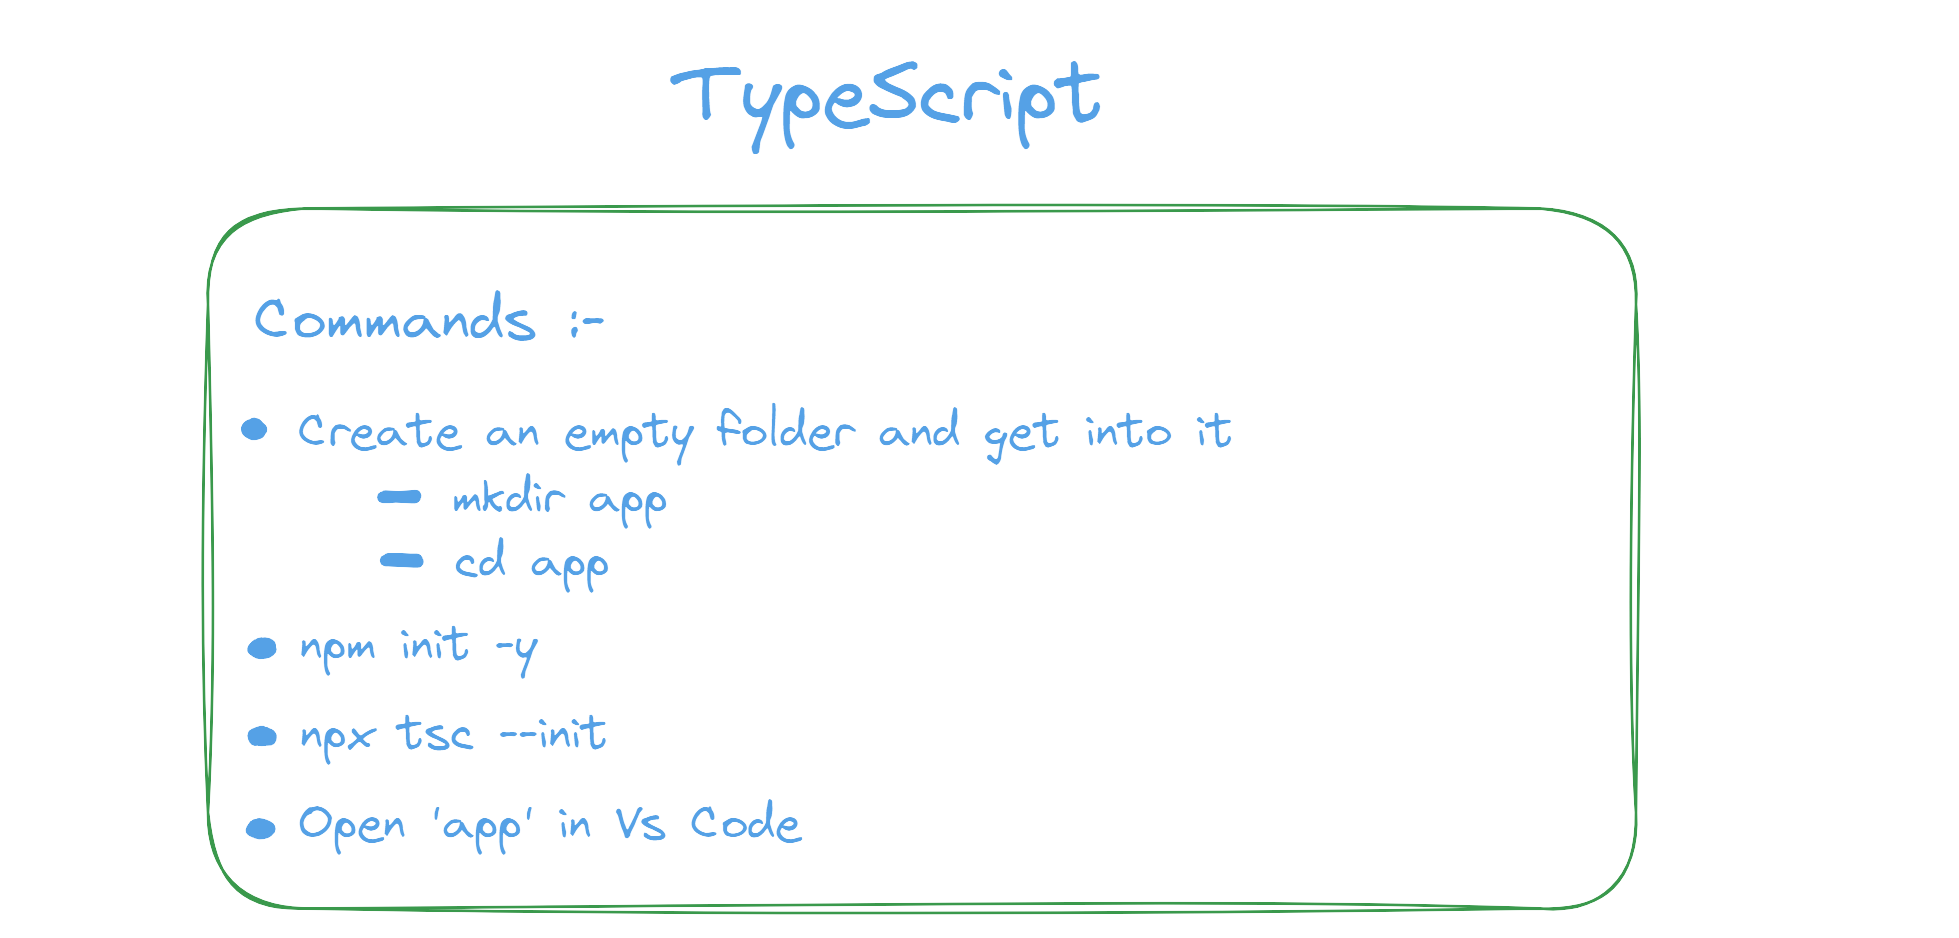 TypeScript
Commands :-
• Create an empty folder and get into it
- mkdir app
- cd app
• npm init -y
• npx tsc --init
• Open 'app' in Vs Code